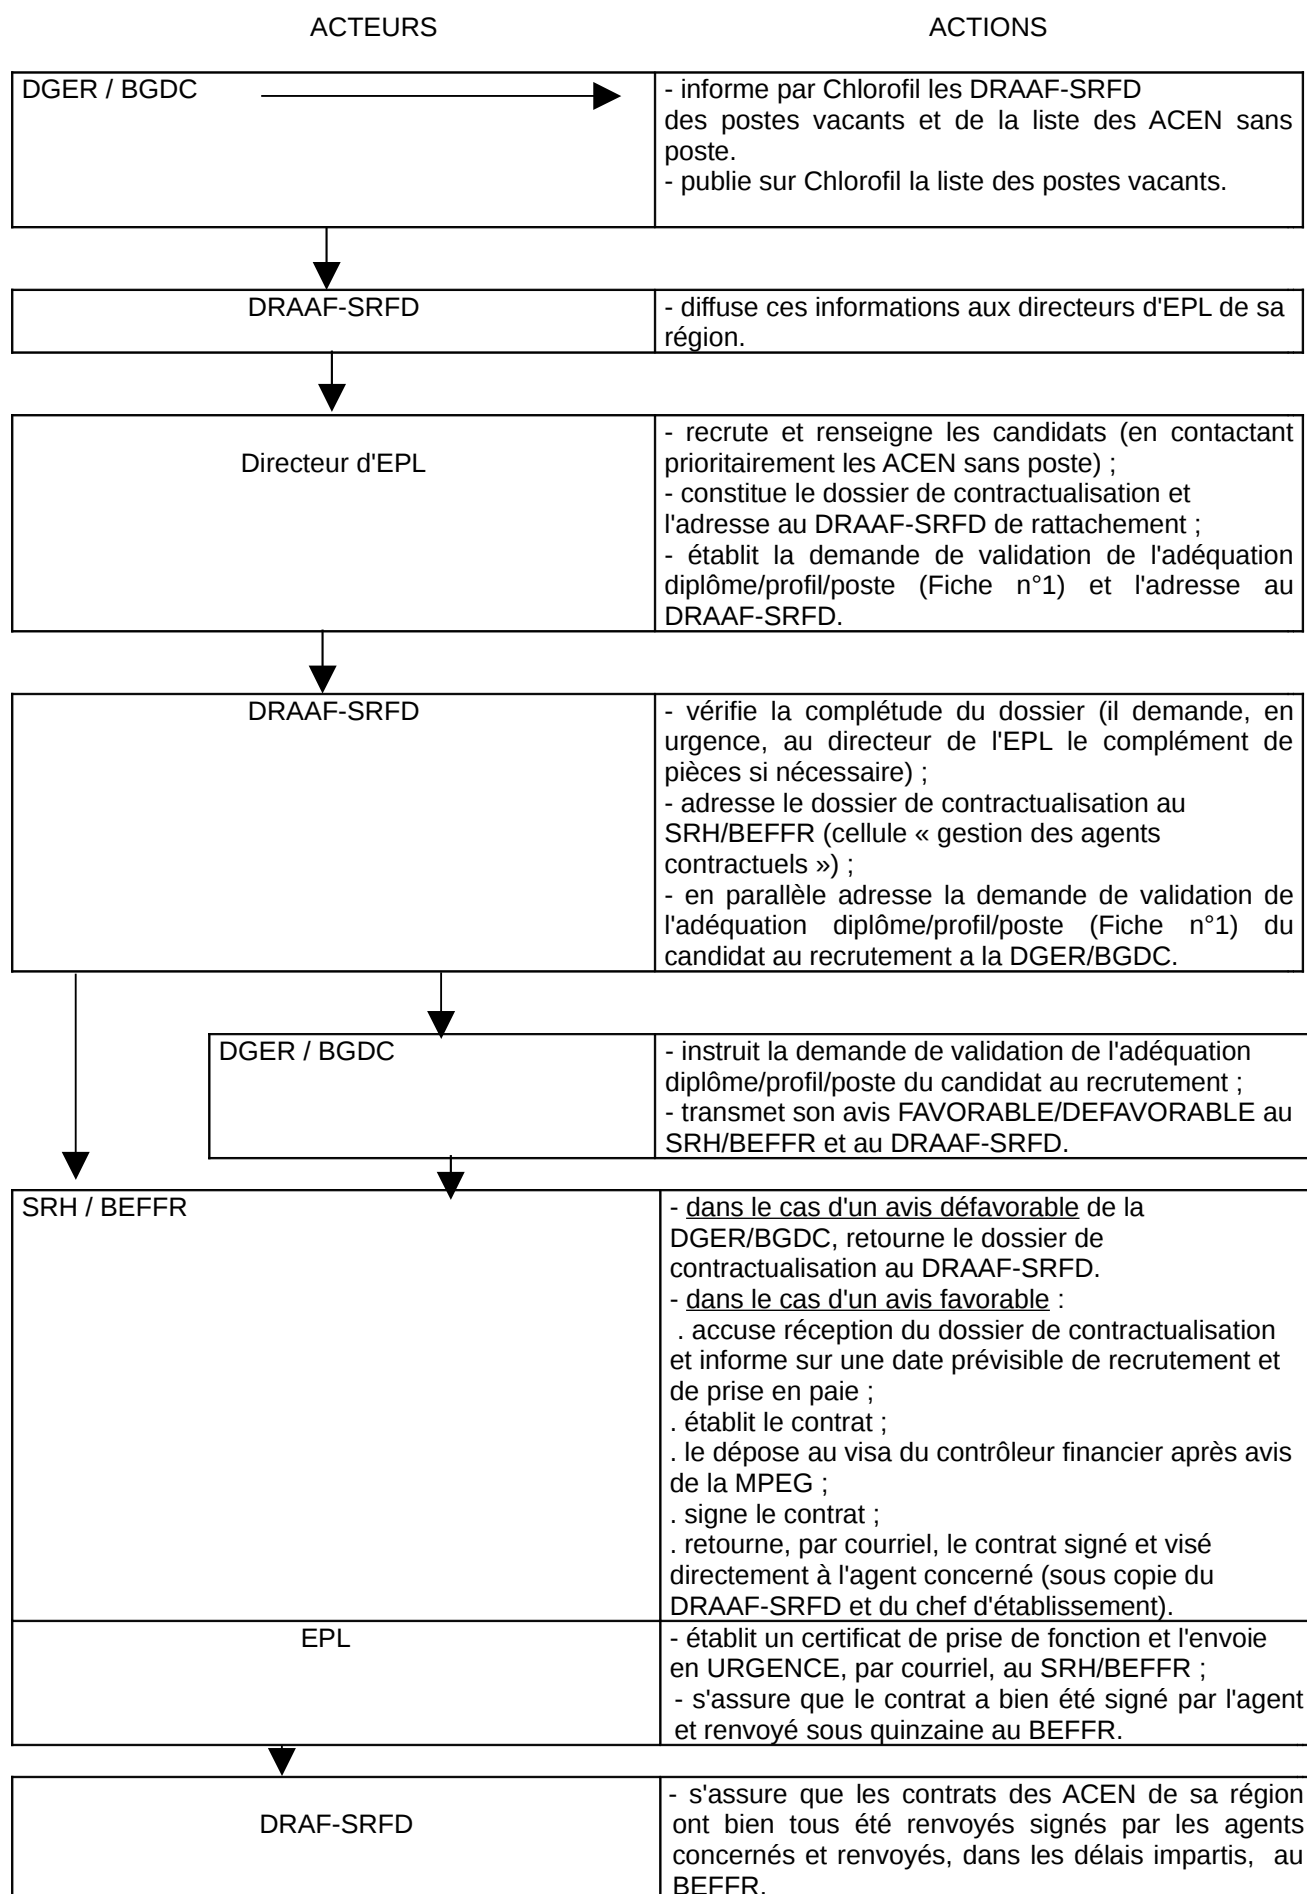 ACTEURS ACTIONS
DGER / BGDC
- informe par Chlorofil les DRAAF-SRFD
des postes vacants et de la liste des ACEN sans
poste.
- publie sur Chlorofil la liste des postes vacants.
DRAAF-SRFD
- diffuse ces informations aux directeurs d'EPL de sa
région.
Directeur d'EPL
- recrute et renseigne les candidats (en contactant
prioritairement les ACEN sans poste) ;
- constitue le dossier de contractualisation et
l'adresse au DRAAF-SRFD de rattachement ;
- établit la demande de validation de l'adéquation
diplôme/profil/poste (Fiche n°1) et l'adresse au
DRAAF-SRFD.
DRAAF-SRFD
- vérifie la complétude du dossier (il demande, en
urgence, au directeur de l'EPL le complément de
pièces si nécessaire) ;
- adresse le dossier de contractualisation au
SRH/BEFFR (cellule « gestion des agents
contractuels ») ;
- en parallèle adresse la demande de validation de
l'adéquation diplôme/profil/poste (Fiche n°1) du
candidat au recrutement a la DGER/BGDC.
DGER / BGDC
- instruit la demande de validation de l'adéquation
diplôme/profil/poste du candidat au recrutement ;
- transmet son avis FAVORABLE/DEFAVORABLE au
SRH/BEFFR et au DRAAF-SRFD.
SRH / BEFFR
- dans le cas d'un avis défavorable de la
DGER/BGDC, retourne le dossier de
contractualisation au DRAAF-SRFD.
- dans le cas d'un avis favorable :
. accuse réception du dossier de contractualisation
et informe sur une date prévisible de recrutement et
de prise en paie ;
. établit le contrat ;
. le dépose au visa du contrôleur financier après avis
de la MPEG ;
. signe le contrat ;
. retourne, par courriel, le contrat signé et visé
directement à l'agent concerné (sous copie du
DRAAF-SRFD et du chef d'établissement).
EPL
- établit un certificat de prise de fonction et l'envoie
en URGENCE, par courriel, au SRH/BEFFR ;
- s'assure que le contrat a bien été signé par l'agent
et renvoyé sous quinzaine au BEFFR.
DRAF-SRFD
- s'assure que les contrats des ACEN de sa région
ont bien tous été renvoyés signés par les agents
concernés et renvoyés, dans les délais impartis, au
BEFFR.